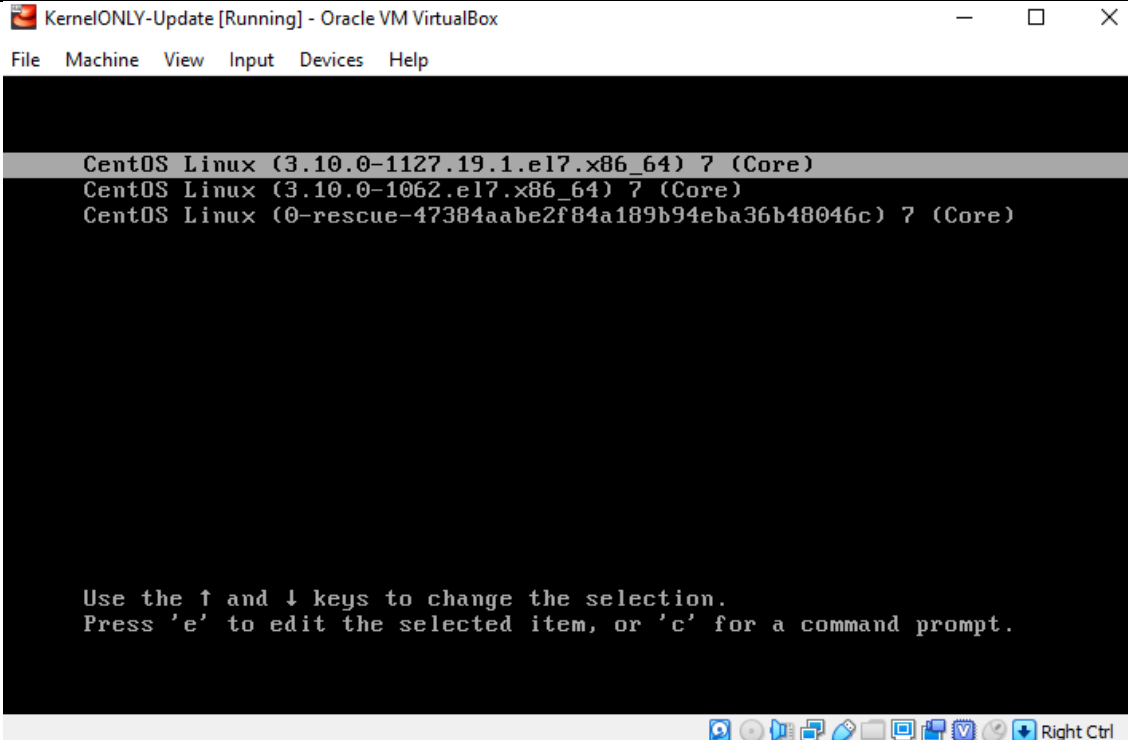 KernelONLY-Update [Running] - Oracle VM VirtualBox
File Machine View Input Devices Help
CentOS Linux (3.10.0-1127.19.1.el7.x86_64) 7 (Core)
CentOS Linux (3.10.0-1062.el7.x86_64) 7 (Core)
CentOS Linux (0-rescue-47384aabe2f84a189b94eba36b48046c) 7 (Core)
Use the ↑ and ↓ keys to change the selection.
Press 'e' to edit the selected item, or 'c' for a command prompt.
Right Ctrl